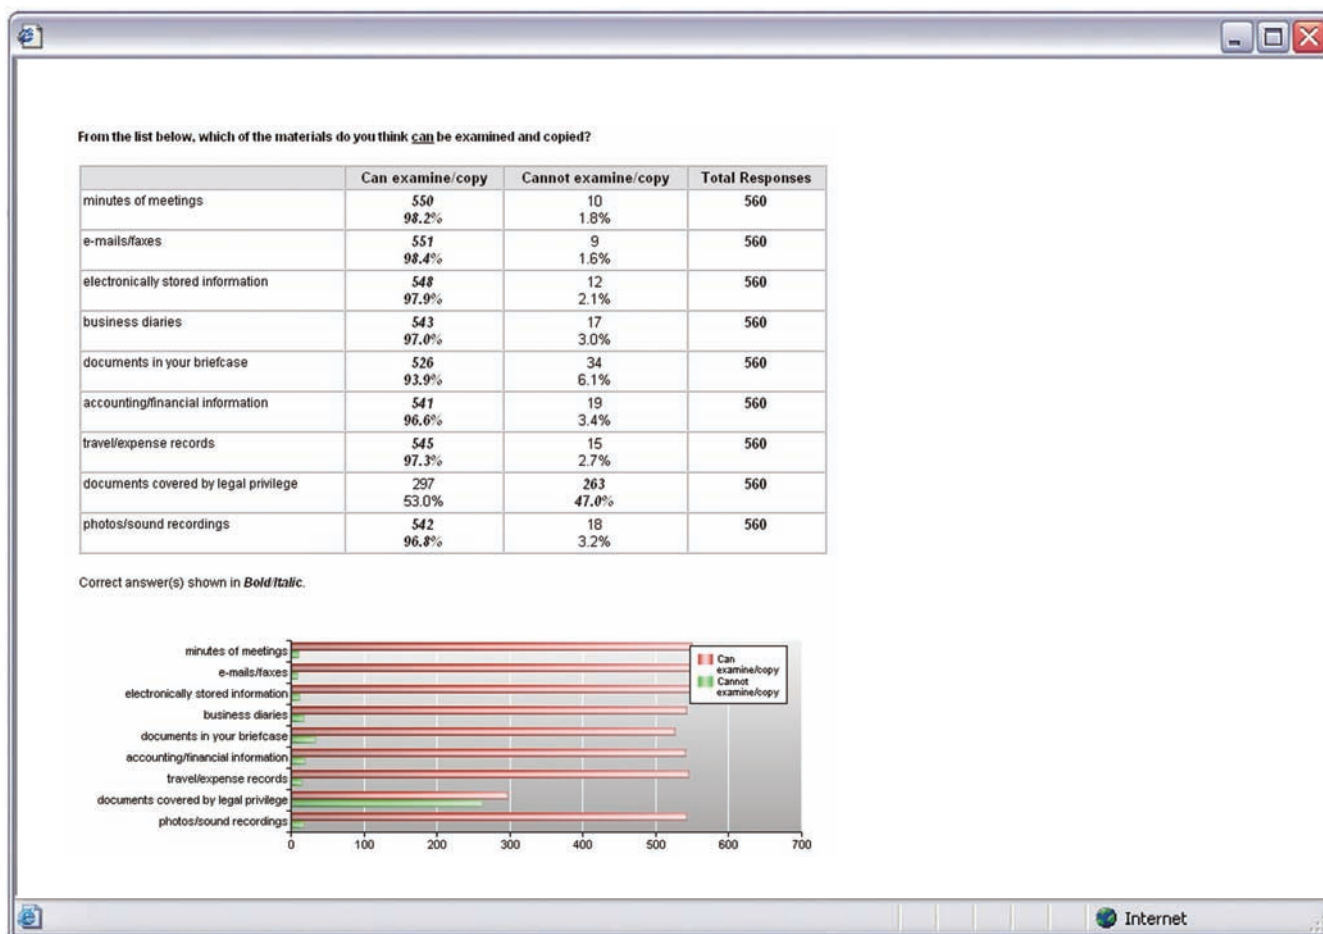 From the list below, which of the materials do you think can be examined and copied?
Can examine/copy Cannot examine/copy Total Responses
minutes of meetings 550 10 560
98.2% 1.8%
e-mails/faxes 551 9 560
98.4% 1.6%
electronically stored information 548 12 560
97.9% 2.1%
business diaries 543 17 560
97.0% 3.0%
documents in your briefcase 526 34 560
93.9% 6.1%
accounting/financial information 541 19 560
96.6% 3.4%
travel/expense records 545 15 560
97.3% 2.7%
documents covered by legal privilege 297 263 560
53.0% 47.0%
photos/sound recordings 542 18 560
96.8% 3.2%
Correct answer(s) shown in Bold/Italic.
minutes of meetings
e-mails/faxes
electronically stored information
business diaries
documents in your briefcase
accounting/financial information
travel/expense records
documents covered by legal privilege
photos/sound recordings
Can
examine/copy
Cannot
examine/copy
0 100 200 300 400 500 600 700
Internet